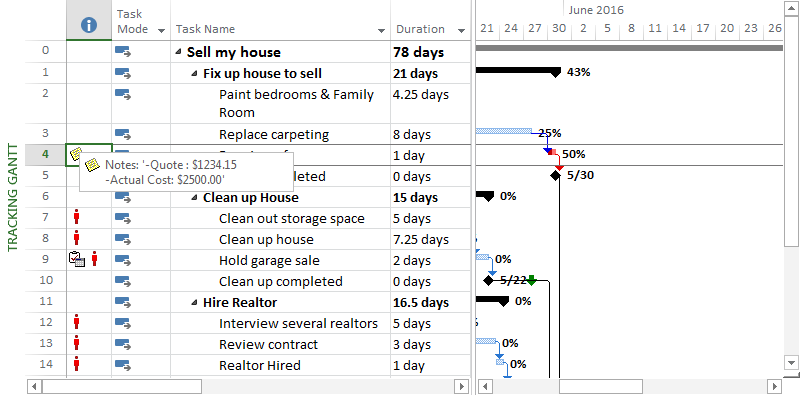 Task Mode Task Name Duration
June 2016
21 24 27 30 2 5 8 11 14 17 20 23 26
0 Sell my house 78 days
1 Fix up house to sell 21 days 43%
2 Paint bedrooms & Family 4.25 days
Room
3 Replace carpeting 8 days 25%
4 1 day 50%
Notes: '-Quote : $1234.15
-Actual Cost: $2500.00'
5 0 days 5/30
6 Clean up House 15 days 0%
7 Clean out storage space 5 days
8 Clean up house 7.25 days
9 Hold garage sale 2 days 0%
10 Clean up completed 0 days 5/22
11 Hire Realtor 16.5 days 0%
12 Interview several realtors 5 days
13 Review contract 3 days 0%
14 Realtor Hired 1 day 0%
TRACKING GANTT